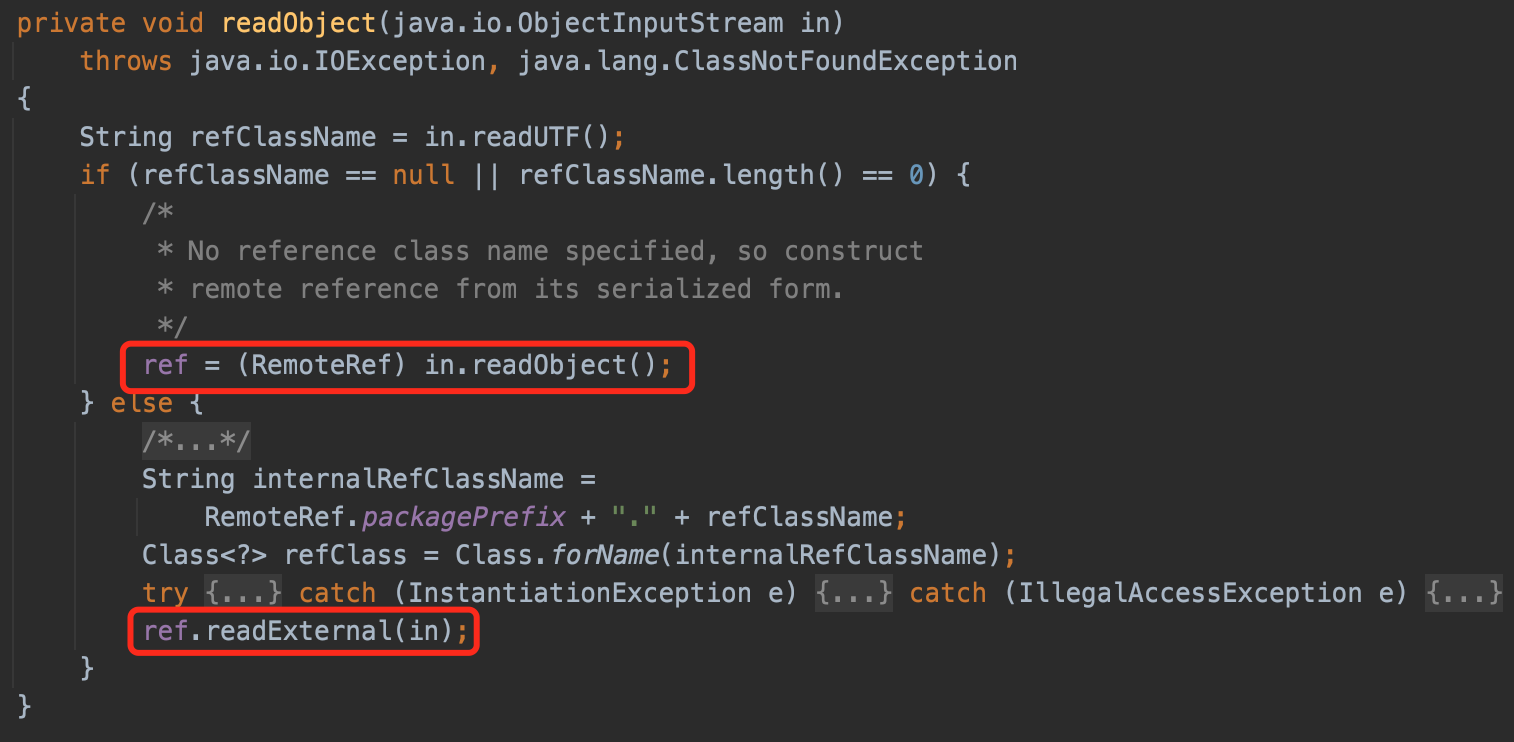 private void readObject(java.io.ObjectInputStream in)
    throws java.io.IOException, java.lang.ClassNotFoundException
{
    String refClassName = in.readUTF();
    if (refClassName == null || refClassName.length() == 0) {
        /*
         * No reference class name specified, so construct
         * remote reference from its serialized form.
         */
        ref = (RemoteRef) in.readObject();
    } else {
        /*...*/
        String internalRefClassName =
            RemoteRef.packagePrefix + "." + refClassName;
        Class<?> refClass = Class.forName(internalRefClassName);
        try {...} catch (InstantiationException e) {...} catch (IllegalAccessException e) {...}
        ref.readExternal(in);
    }
}